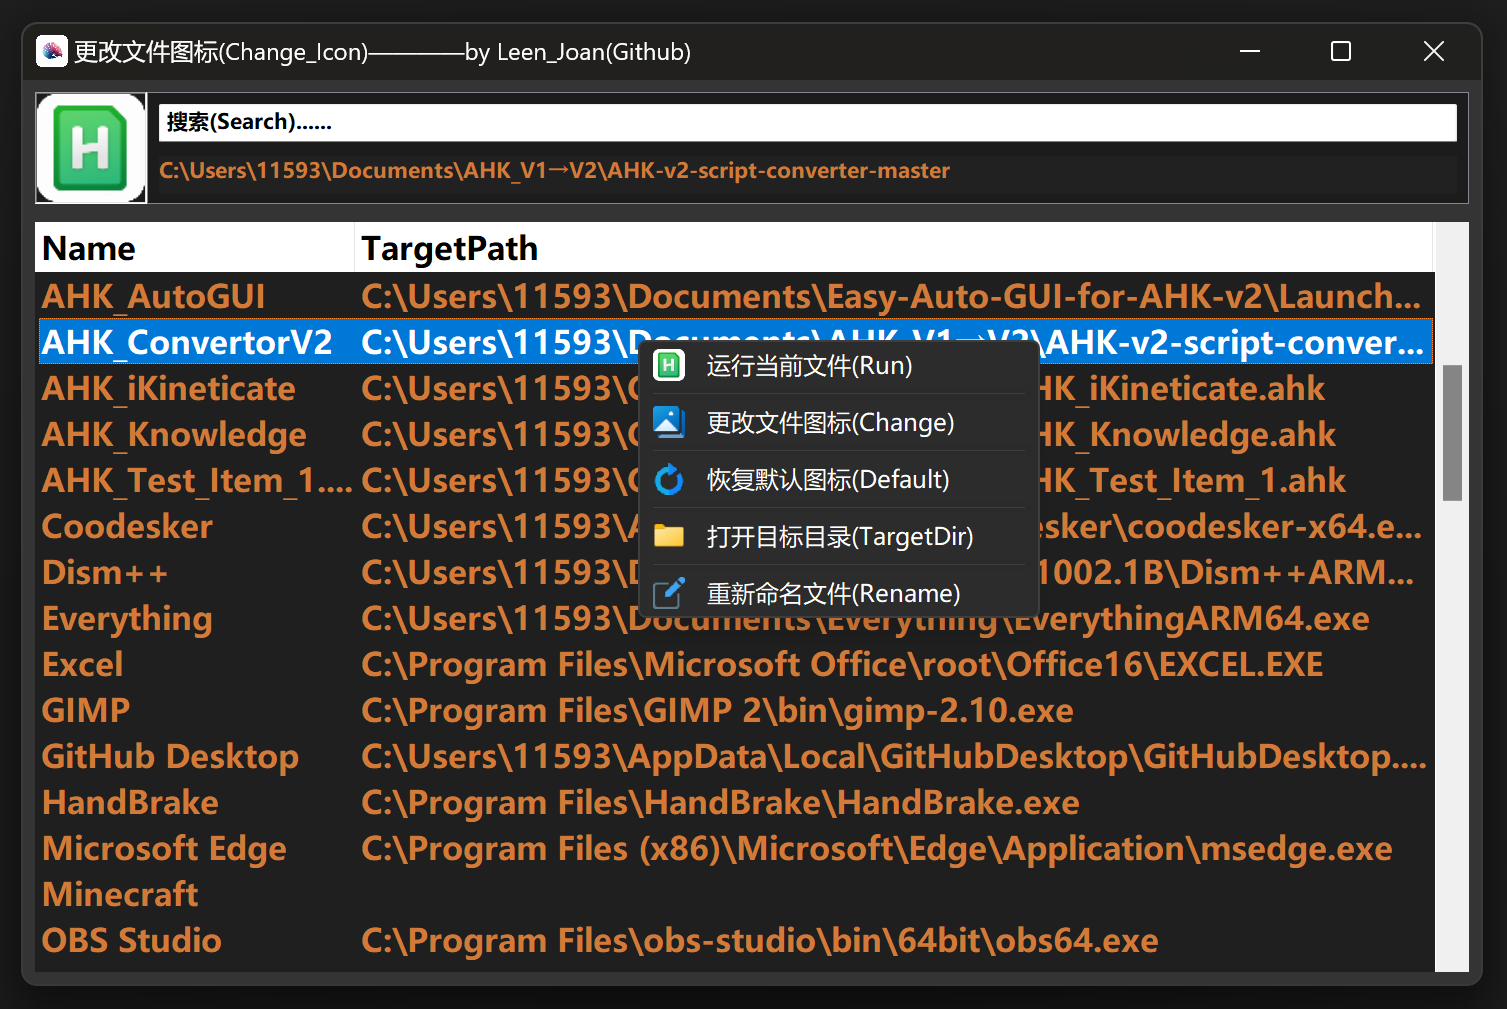 更改文件图标(Change_Icon)————by Leen_Joan(Github)
H
搜索(Search)......
C:\Users\11593\Documents\AHK_V1→V2\AHK-v2-script-converter-master
Name TargetPath
AHK_AutoGUI C:\Users\11593\Documents\Easy-Auto-GUI-for-AHK-v2\Launch...
AHK_ConvertorV2 C:\Users\11593\Documents\AHK_V1→V2\AHK-v2-script-conver...
AHK_iKineticate C:\Users\11593\ HK_iKineticate.ahk
AHK_Knowledge C:\Users\11593\ HK_Knowledge.ahk
AHK_Test_Item_1.... C:\Users\11593\ HK_Test_Item_1.ahk
Coodesker C:\Users\11593\ sker\coodesker-x64.e...
Dism++ C:\Users\11593\ 1002.1B\Dism++ARM...
Everything C:\Users\11593\Documents\Everything\EverythingARM64.exe
Excel C:\Program Files\Microsoft Office\root\Office16\EXCEL.EXE
GIMP C:\Program Files\GIMP 2\bin\gimp-2.10.exe
GitHub Desktop C:\Users\11593\AppData\Local\GitHubDesktop\GitHubDesktop....
HandBrake C:\Program Files\HandBrake\HandBrake.exe
Microsoft Edge C:\Program Files (x86)\Microsoft\Edge\Application\msedge.exe
Minecraft
OBS Studio C:\Program Files\obs-studio\bin\64bit\obs64.exe
H 运行当前文件(Run)
更改文件图标(Change)
恢复默认图标(Default)
打开目标目录(TargetDir)
重新命名文件(Rename)